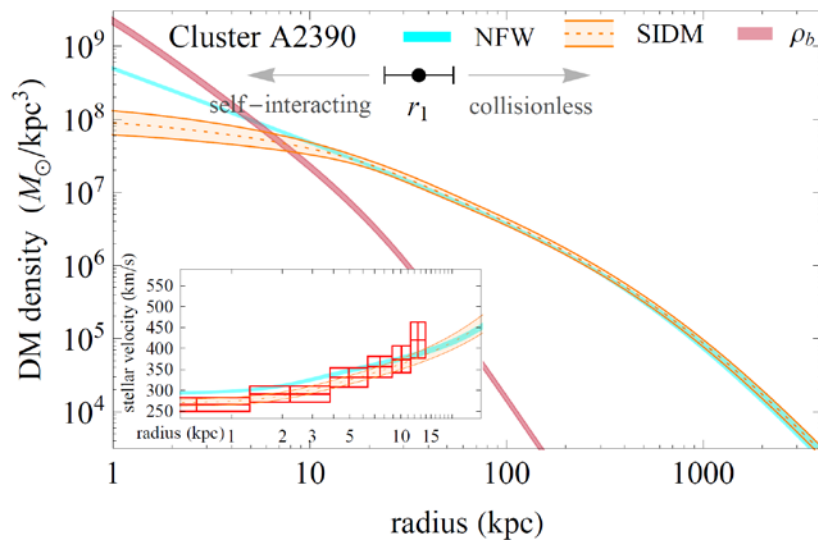 Cluster A2390 NFW SIDM ρb
self-interacting r1 collisionless
DM density (M⊙/kpc³)
10⁹
10⁸
10⁷
10⁶
10⁵
10⁴
stellar velocity (km/s)
550
500
450
400
350
300
250
radius (kpc) 1 2 3 5 10 15
1 10 100 1000
radius (kpc)